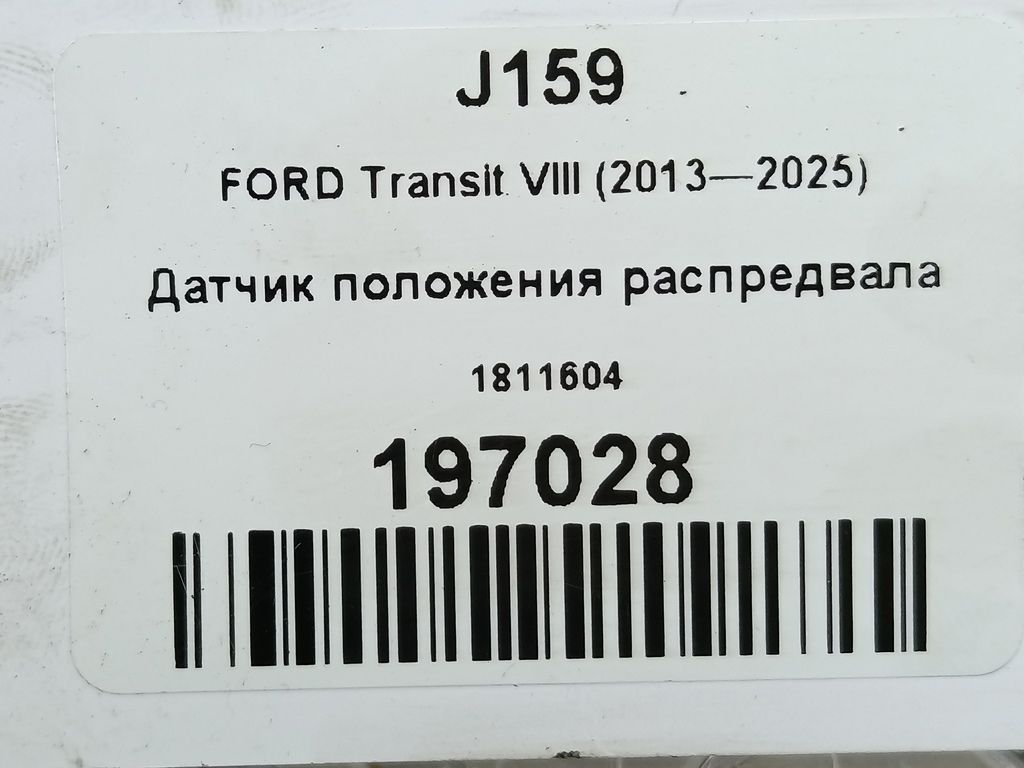 J159
FORD Transit VIII (2013—2025)
Датчик положения распредвала
1811604
197028